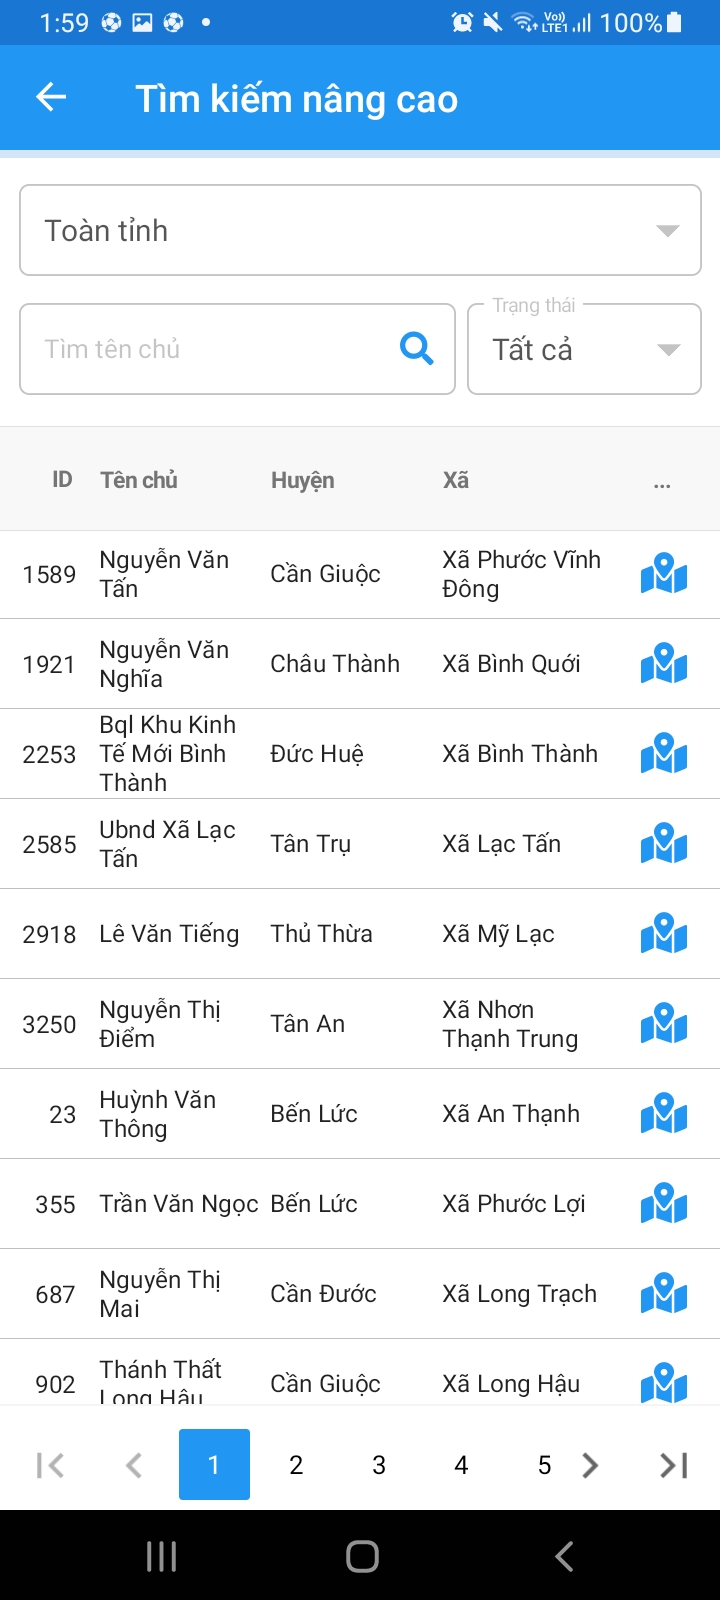 1:59
Vo)) LTE1 100%
Tìm kiếm nâng cao
Toàn tỉnh
Trạng thái
Tìm tên chủ
Tất cả
ID Tên chủ Huyện Xã ...
1589 Nguyễn Văn Tấn Cần Giuộc Xã Phước Vĩnh Đông
1921 Nguyễn Văn Nghĩa Châu Thành Xã Bình Quới
2253 Bql Khu Kinh Tế Mới Bình Thành Đức Huệ Xã Bình Thành
2585 Ubnd Xã Lạc Tấn Tân Trụ Xã Lạc Tấn
2918 Lê Văn Tiếng Thủ Thừa Xã Mỹ Lạc
3250 Nguyễn Thị Điểm Tân An Xã Nhơn Thạnh Trung
23 Huỳnh Văn Thông Bến Lức Xã An Thạnh
355 Trần Văn Ngọc Bến Lức Xã Phước Lợi
687 Nguyễn Thị Mai Cần Đước Xã Long Trạch
902 Thánh Thất Long Hậu Cần Giuộc Xã Long Hậu
1 2 3 4 5